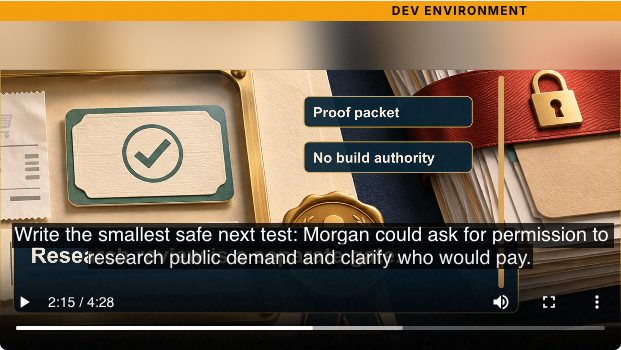 DEV ENVIRONMENT
Proof packet
No build authority
Write the smallest safe next test: Morgan could ask for permission to
research public demand and clarify who would pay.
2:15 / 4:28